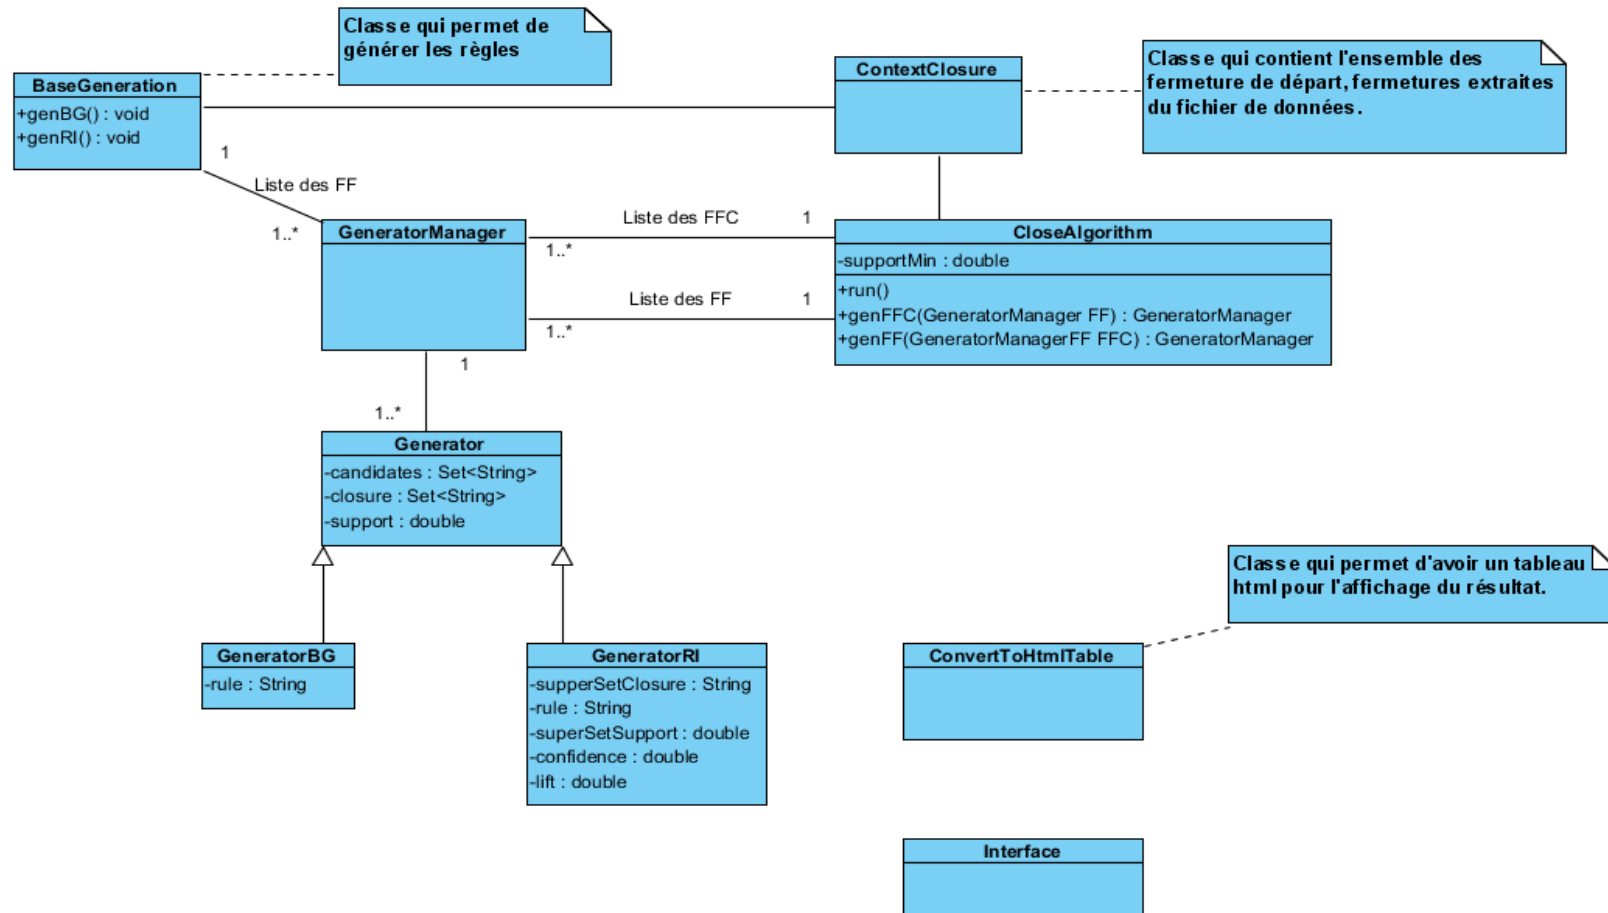 Classe qui permet de
générer les règles
BaseGeneration
+genBG() : void
+genRI() : void
ContextClosure
Classe qui contient l'ensemble des
fermeture de départ, fermetures extraites
du fichier de données.
1
Liste des FF
1..*
GeneratorManager
Liste des FFC
1
1..*
Liste des FF
1
1..*
CloseAlgorithm
-supportMin : double
+run()
+genFFC(GeneratorManager FF) : GeneratorManager
+genFF(GeneratorManagerFF FFC) : GeneratorManager
1
1..*
Generator
-candidates : Set<String>
-closure : Set<String>
-support : double
GeneratorBG
-rule : String
GeneratorRI
-supperSetClosure : String
-rule : String
-superSetSupport : double
-confidence : double
-lift : double
Classe qui permet d'avoir un tableau
html pour l'affichage du résultat.
ConvertToHtmlTable
Interface